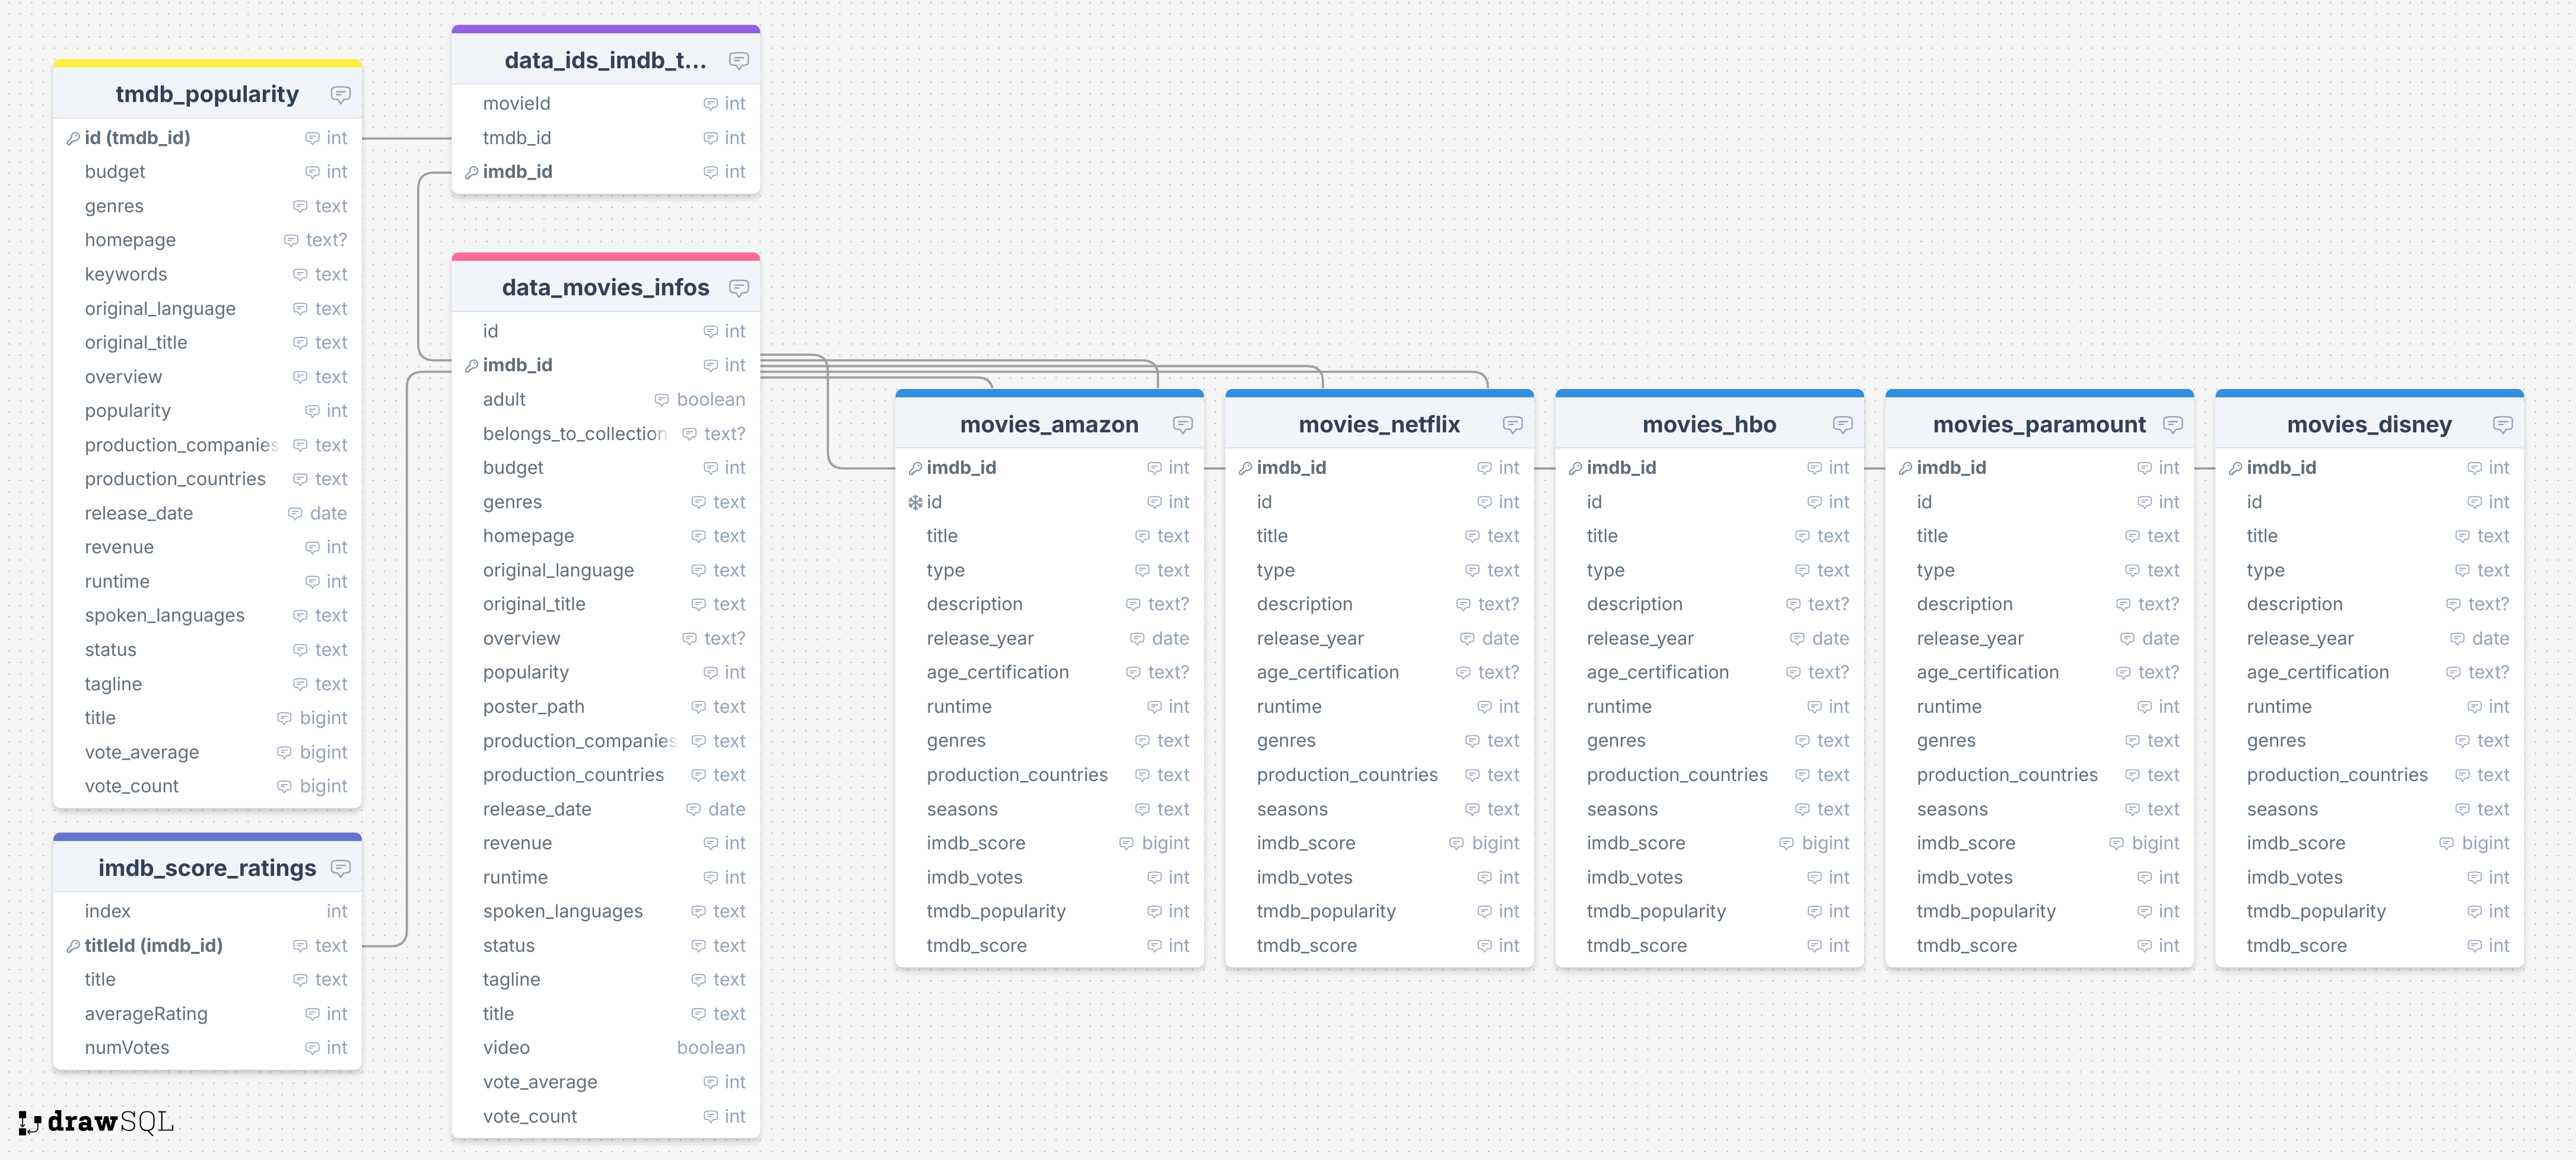 tmdb_popularity
id (tmdb_id) int
budget int
genres text
homepage text?
keywords text
original_language text
original_title text
overview text
popularity int
production_companies text
production_countries text
release_date date
revenue int
runtime int
spoken_languages text
status text
tagline text
title bigint
vote_average bigint
vote_count bigint
imdb_score_ratings
index int
titleId (imdb_id) text
title text
averageRating int
numVotes int
data_ids_imdb_t...
movieId int
tmdb_id int
imdb_id int
data_movies_infos
id int
imdb_id int
adult boolean
belongs_to_collection text?
budget int
genres text
homepage text
original_language text
original_title text
overview text?
popularity int
poster_path text
production_companies text
production_countries text
release_date date
revenue int
runtime int
spoken_languages text
status text
tagline text
title text
video boolean
vote_average int
vote_count int
movies_amazon
imdb_id int
id int
title text
type text
description text?
release_year date
age_certification text?
runtime int
genres text
production_countries text
seasons text
imdb_score bigint
imdb_votes int
tmdb_popularity int
tmdb_score int
movies_netflix
imdb_id int
id int
title text
type text
description text?
release_year date
age_certification text?
runtime int
genres text
production_countries text
seasons text
imdb_score bigint
imdb_votes int
tmdb_popularity int
tmdb_score int
movies_hbo
imdb_id int
id int
title text
type text
description text?
release_year date
age_certification text?
runtime int
genres text
production_countries text
seasons text
imdb_score bigint
imdb_votes int
tmdb_popularity int
tmdb_score int
movies_paramount
imdb_id int
id int
title text
type text
description text?
release_year date
age_certification text?
runtime int
genres text
production_countries text
seasons text
imdb_score bigint
imdb_votes int
tmdb_popularity int
tmdb_score int
movies_disney
imdb_id int
id int
title text
type text
description text?
release_year date
age_certification text?
runtime int
genres text
production_countries text
seasons text
imdb_score bigint
imdb_votes int
tmdb_popularity int
tmdb_score int
drawSQL